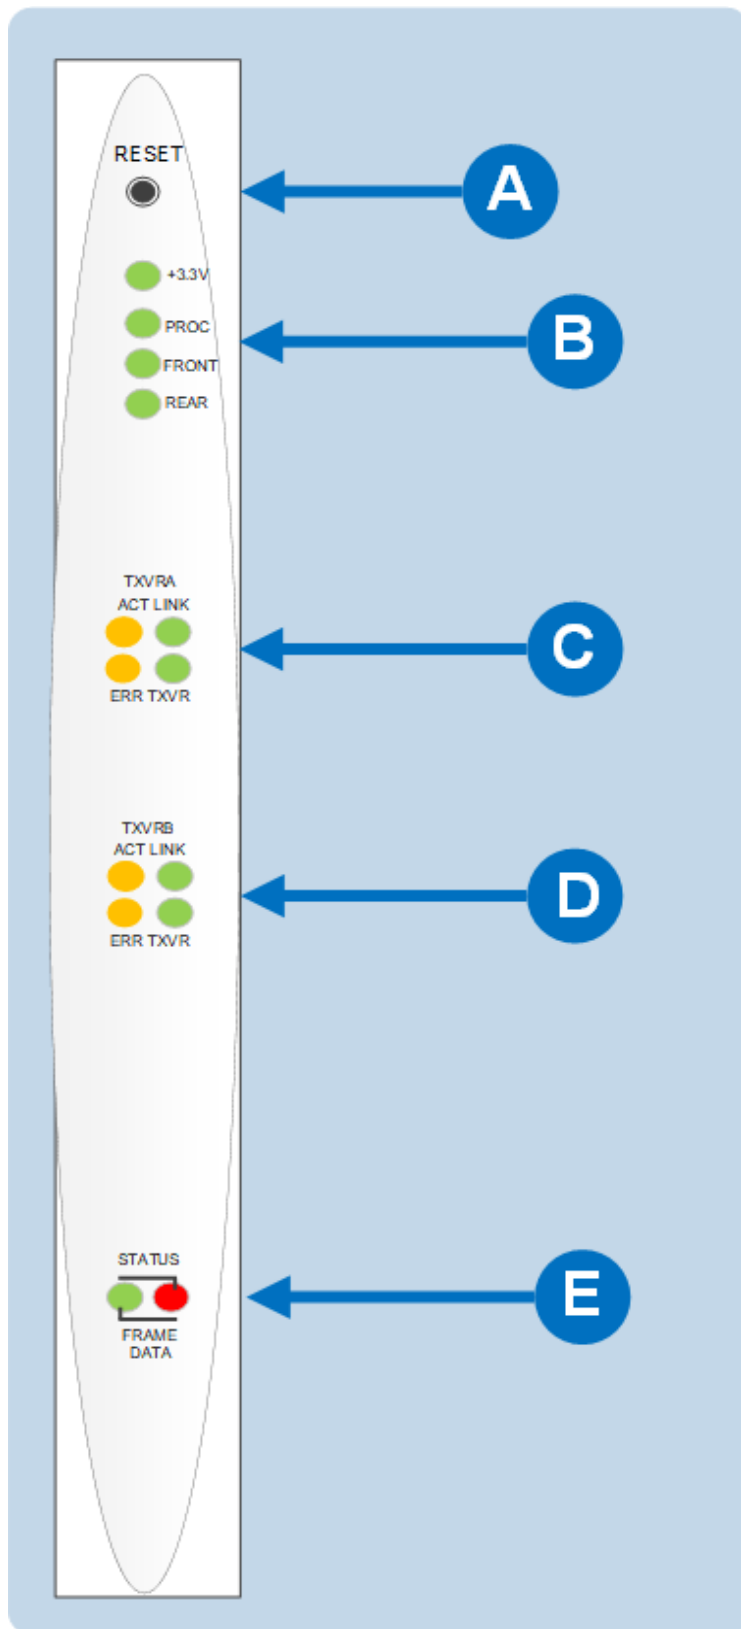 RESET
A
+3.3V
PROC
B
FRONT
REAR
TXVRA
ACT LINK
C
ERR TXVR
TXVRB
ACT LINK
D
ERR TXVR
STATUS
E
FRAME
DATA